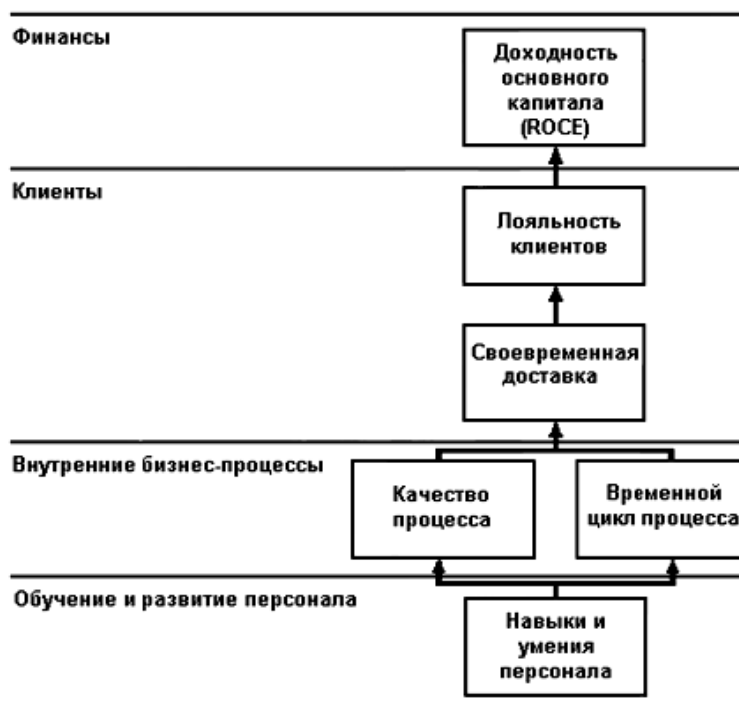 Финансы
Доходность
основного
капитала
(ROCE)
Клиенты
Лояльность
клиентов
Своевременная
доставка
Внутренние бизнес-процессы
Качество
процесса
Временной
цикл процесса
Обучение и развитие персонала
Навыки и
умения
персонала